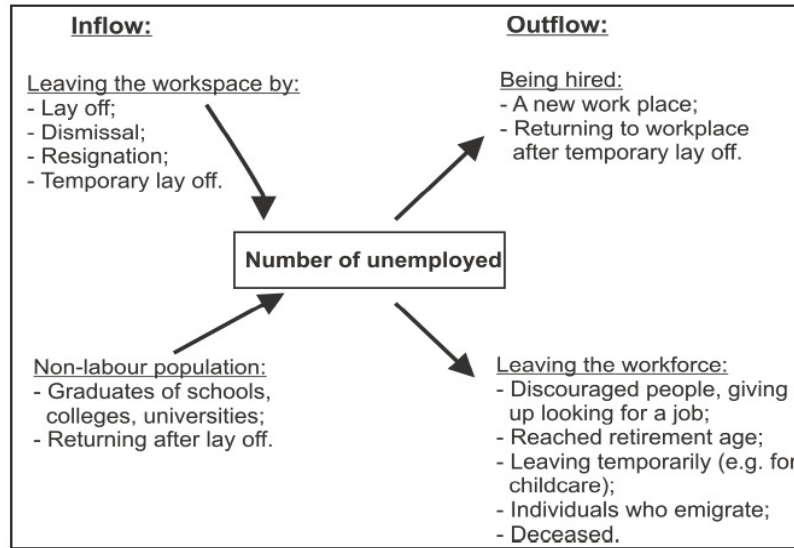 Inflow:
Leaving the workspace by:
- Lay off;
- Dismissal;
- Resignation;
- Temporary lay off.
Outflow:
Being hired:
- A new work place;
- Returning to workplace
after temporary lay off.
Number of unemployed
Non-labour population:
- Graduates of schools,
colleges, universities;
- Returning after lay off.
Leaving the workforce:
- Discouraged people, giving
up looking for a job;
- Reached retirement age;
- Leaving temporarily (e.g. for
childcare);
- Individuals who emigrate;
- Deceased.